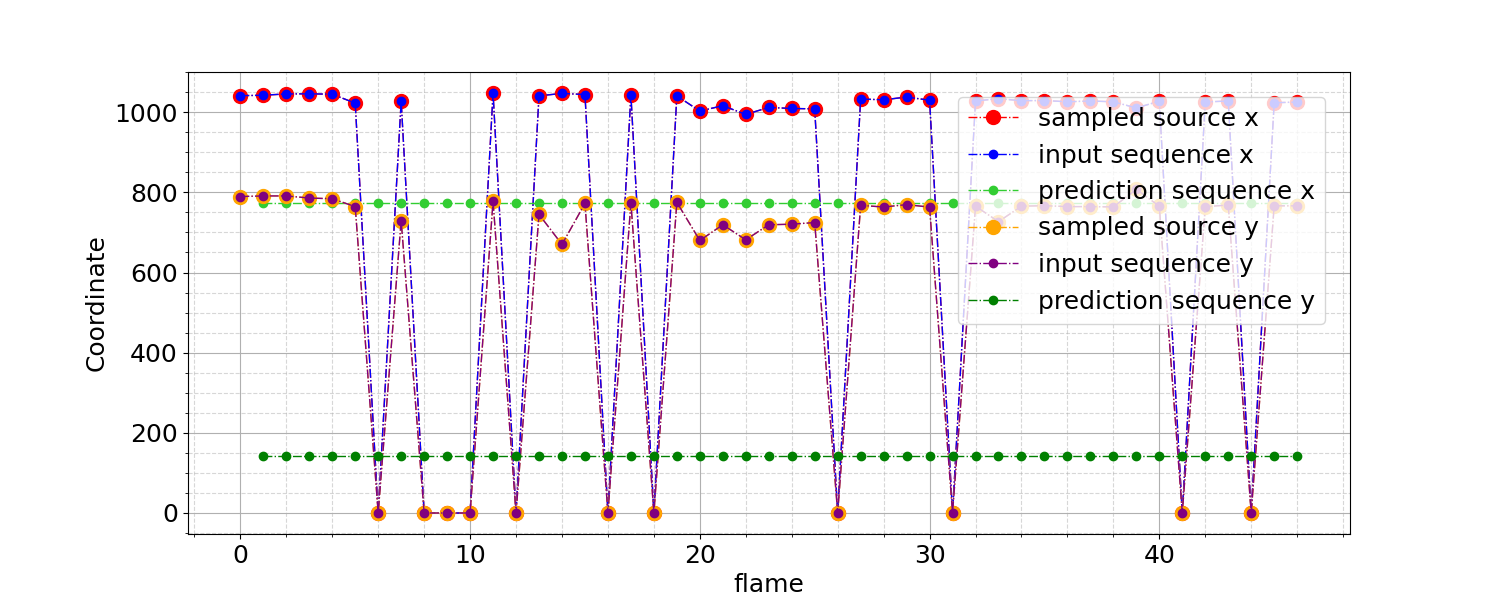 1000
800
600
400
200
0
Coordinate
sampled source x
input sequence x
prediction sequence x
sampled source y
input sequence y
prediction sequence y
0 10 20 30 40
flame